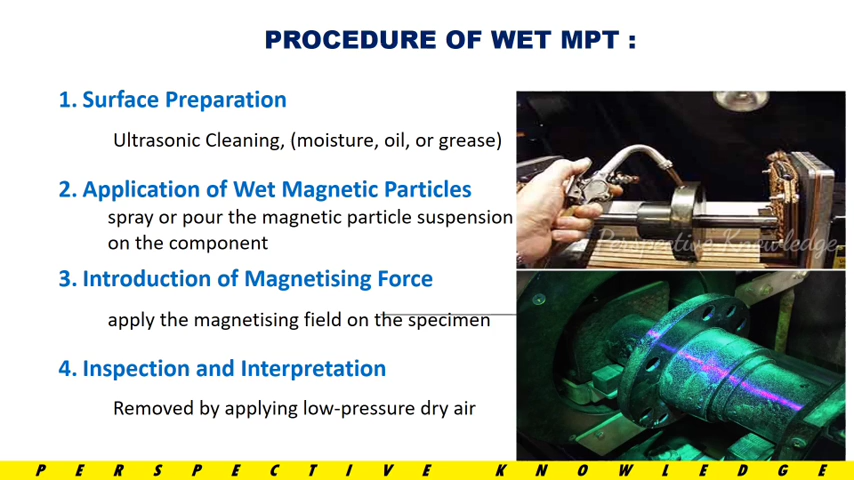 PROCEDURE OF WET MPT :
1. Surface Preparation
Ultrasonic Cleaning, (moisture, oil, or grease)
2. Application of Wet Magnetic Particles
spray or pour the magnetic particle suspension
on the component
3. Introduction of Magnetising Force
apply the magnetising field on the specimen
4. Inspection and Interpretation
Removed by applying low-pressure dry air
Perspective Knowledge
PERSPECTIVE KNOWLEDGE